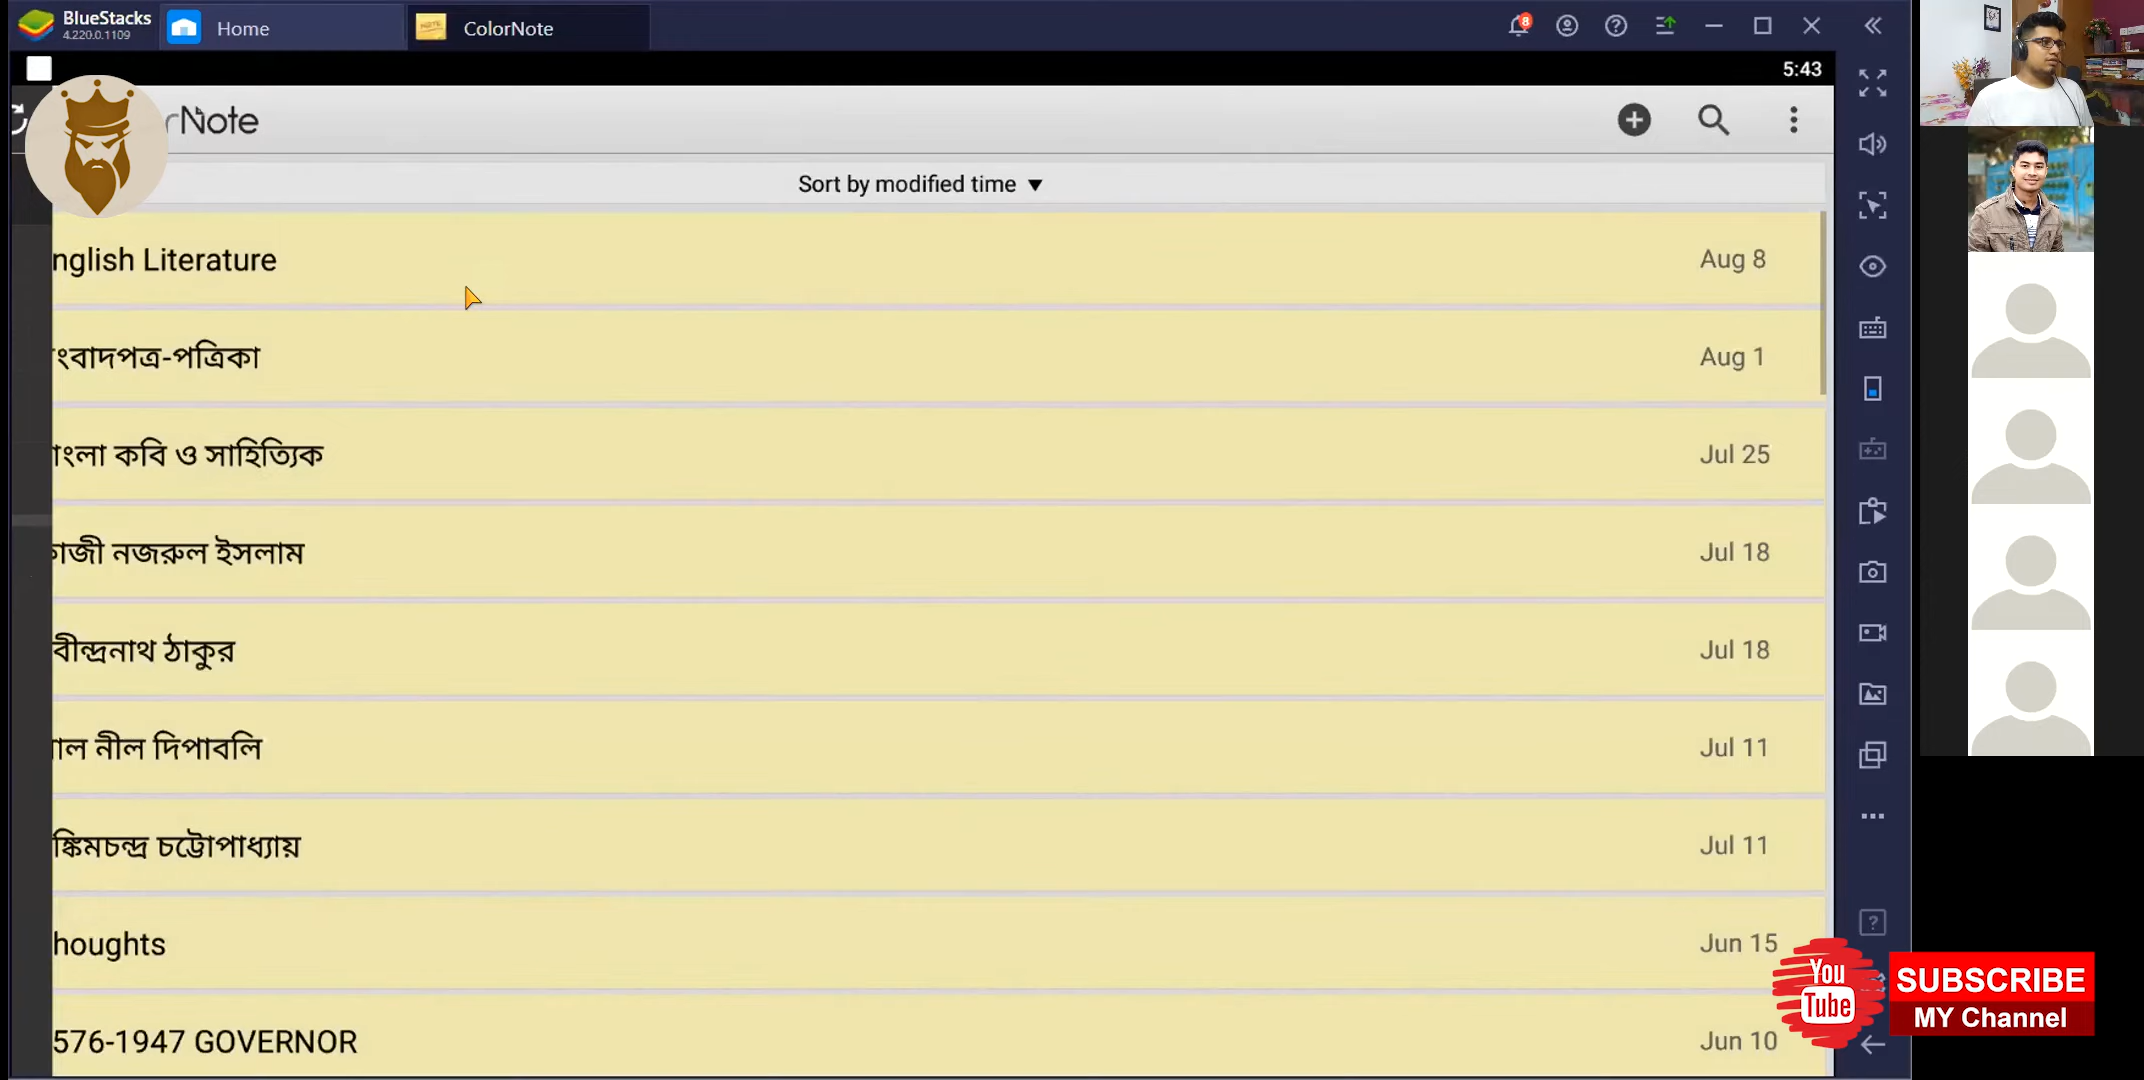 BlueStacks
4.220.0.1109
Home
ColorNote
8
5:43
rNote
Sort by modified time ▼
nglish Literature Aug 8
ংবাদপত্র-পত্রিকা Aug 1
াংলা কবি ও সাহিত্যিক Jul 25
াজী নজরুল ইসলাম Jul 18
বীন্দ্রনাথ ঠাকুর Jul 18
াল নীল দিপাবলি Jul 11
ঙ্কিমচন্দ্র চট্টোপাধ্যায় Jul 11
houghts Jun 15
576-1947 GOVERNOR Jun 10
You
Tube
SUBSCRIBE
MY Channel